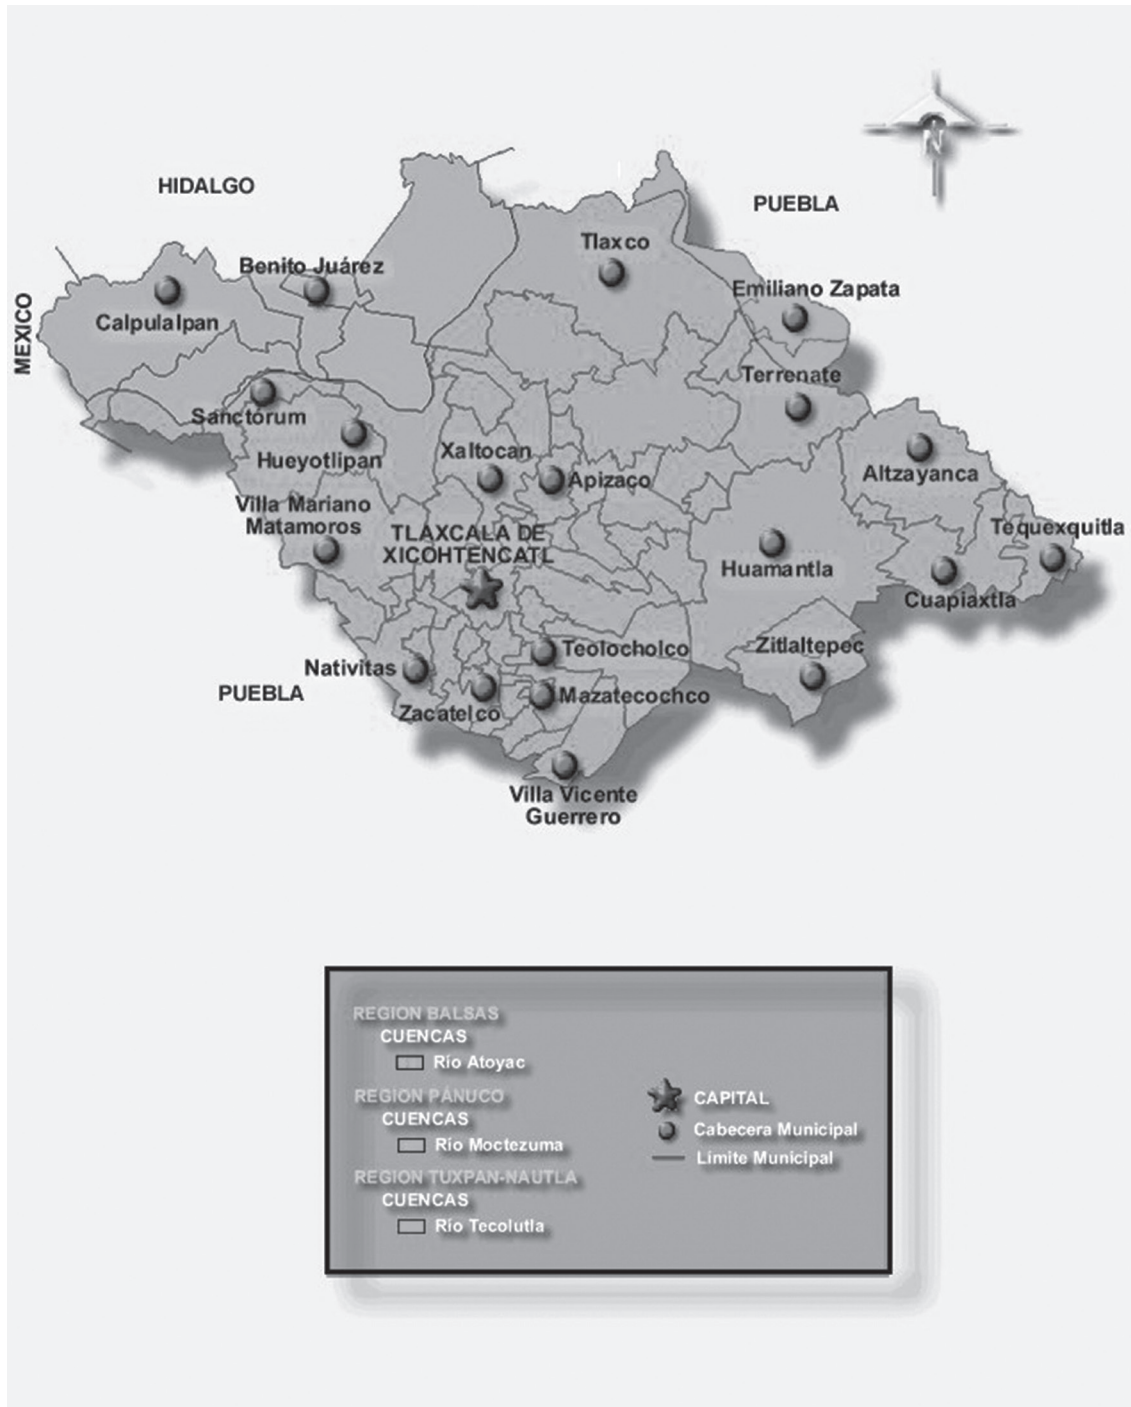 N
HIDALGO
PUEBLA
Tlaxco
Benito Juárez
Emiliano Zapata
MEXICO
Calpulalpan
Terrenate
Sanctórum
Xaltocan
Hueyotlipan
Apizaco
Altzayanca
Villa Mariano
Matamoros
TLAXCALA DE
XICOHTENCATL
Tequexquitla
Huamantla
Cuapiaxtla
Teolocholco
Zitlaltepec
Nativitas
PUEBLA
Mazatecochco
Zacatelco
Villa Vicente
Guerrero
REGION BALSAS
CUENCAS
Río Atoyac
REGION PÁNUCO
CUENCAS
Río Moctezuma
REGION TUXPAN-NAUTLA
CUENCAS
Río Tecolutla
CAPITAL
Cabecera Municipal
Límite Municipal